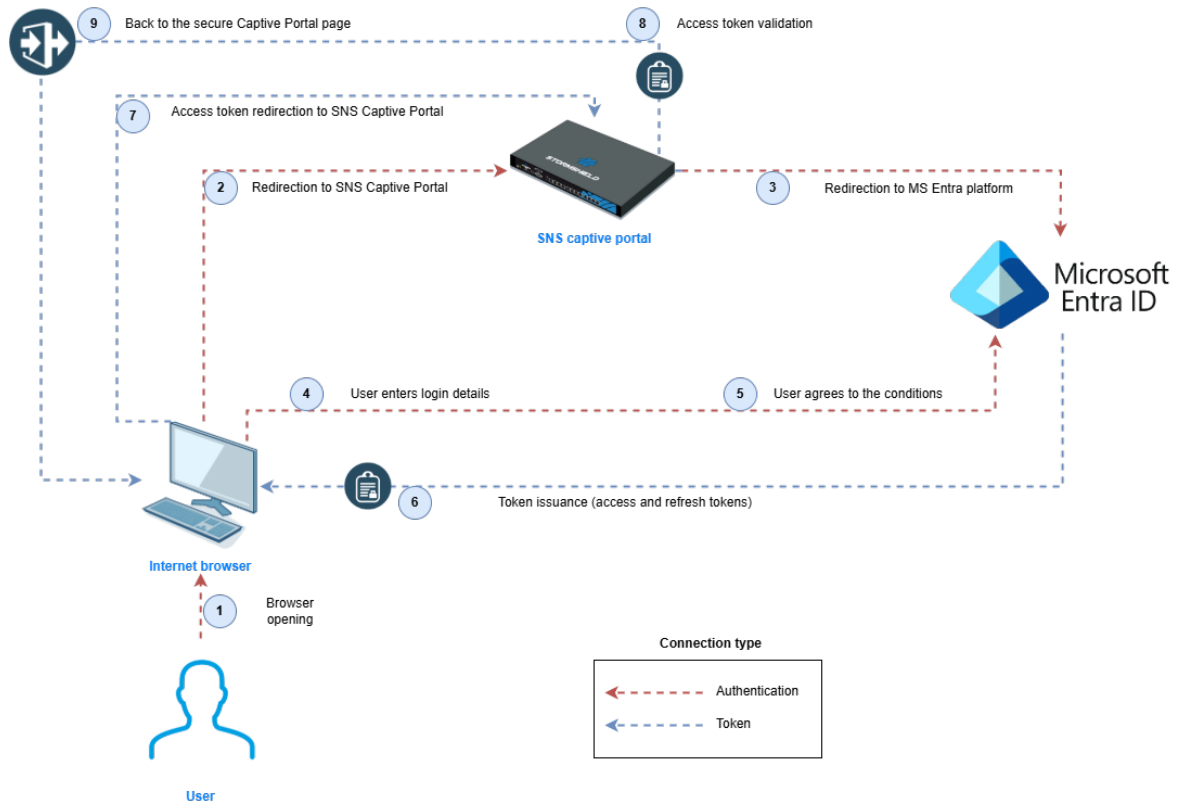 9
Back to the secure Captive Portal page
8
Access token validation
7
Access token redirection to SNS Captive Portal
STORMSHIELD
2
Redirection to SNS Captive Portal
3
Redirection to MS Entra platform
SNS captive portal
Microsoft
Entra ID
4
User enters login details
5
User agrees to the conditions
6
Token issuance (access and refresh tokens)
Internet browser
1
Browser
opening
Connection type
Authentication
Token
User